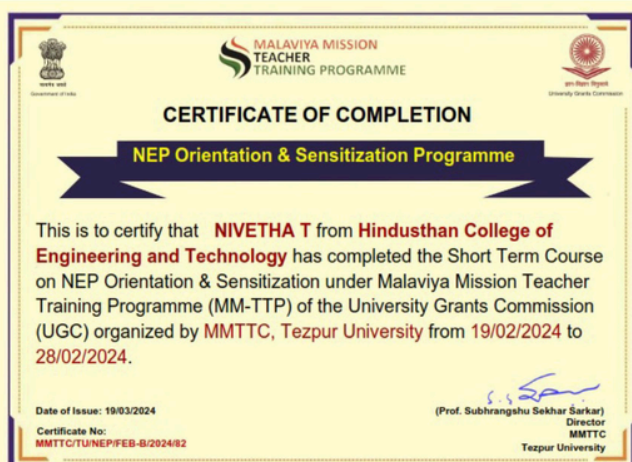 MALAVIYA MISSION
TEACHER
TRAINING PROGRAMME
Government of India
University Grants Commission
CERTIFICATE OF COMPLETION
NEP Orientation & Sensitization Programme
This is to certify that NIVETHA T from Hindusthan College of
Engineering and Technology has completed the Short Term Course
on NEP Orientation & Sensitization under Malaviya Mission Teacher
Training Programme (MM-TTP) of the University Grants Commission
(UGC) organized by MMTTC, Tezpur University from 19/02/2024 to
28/02/2024.
Date of Issue: 19/03/2024
Certificate No:
MMTTC/TU/NEP/FEB-B/2024/82
(Prof. Subhrangshu Sekhar Sarkar)
Director
MMTTC
Tezpur University